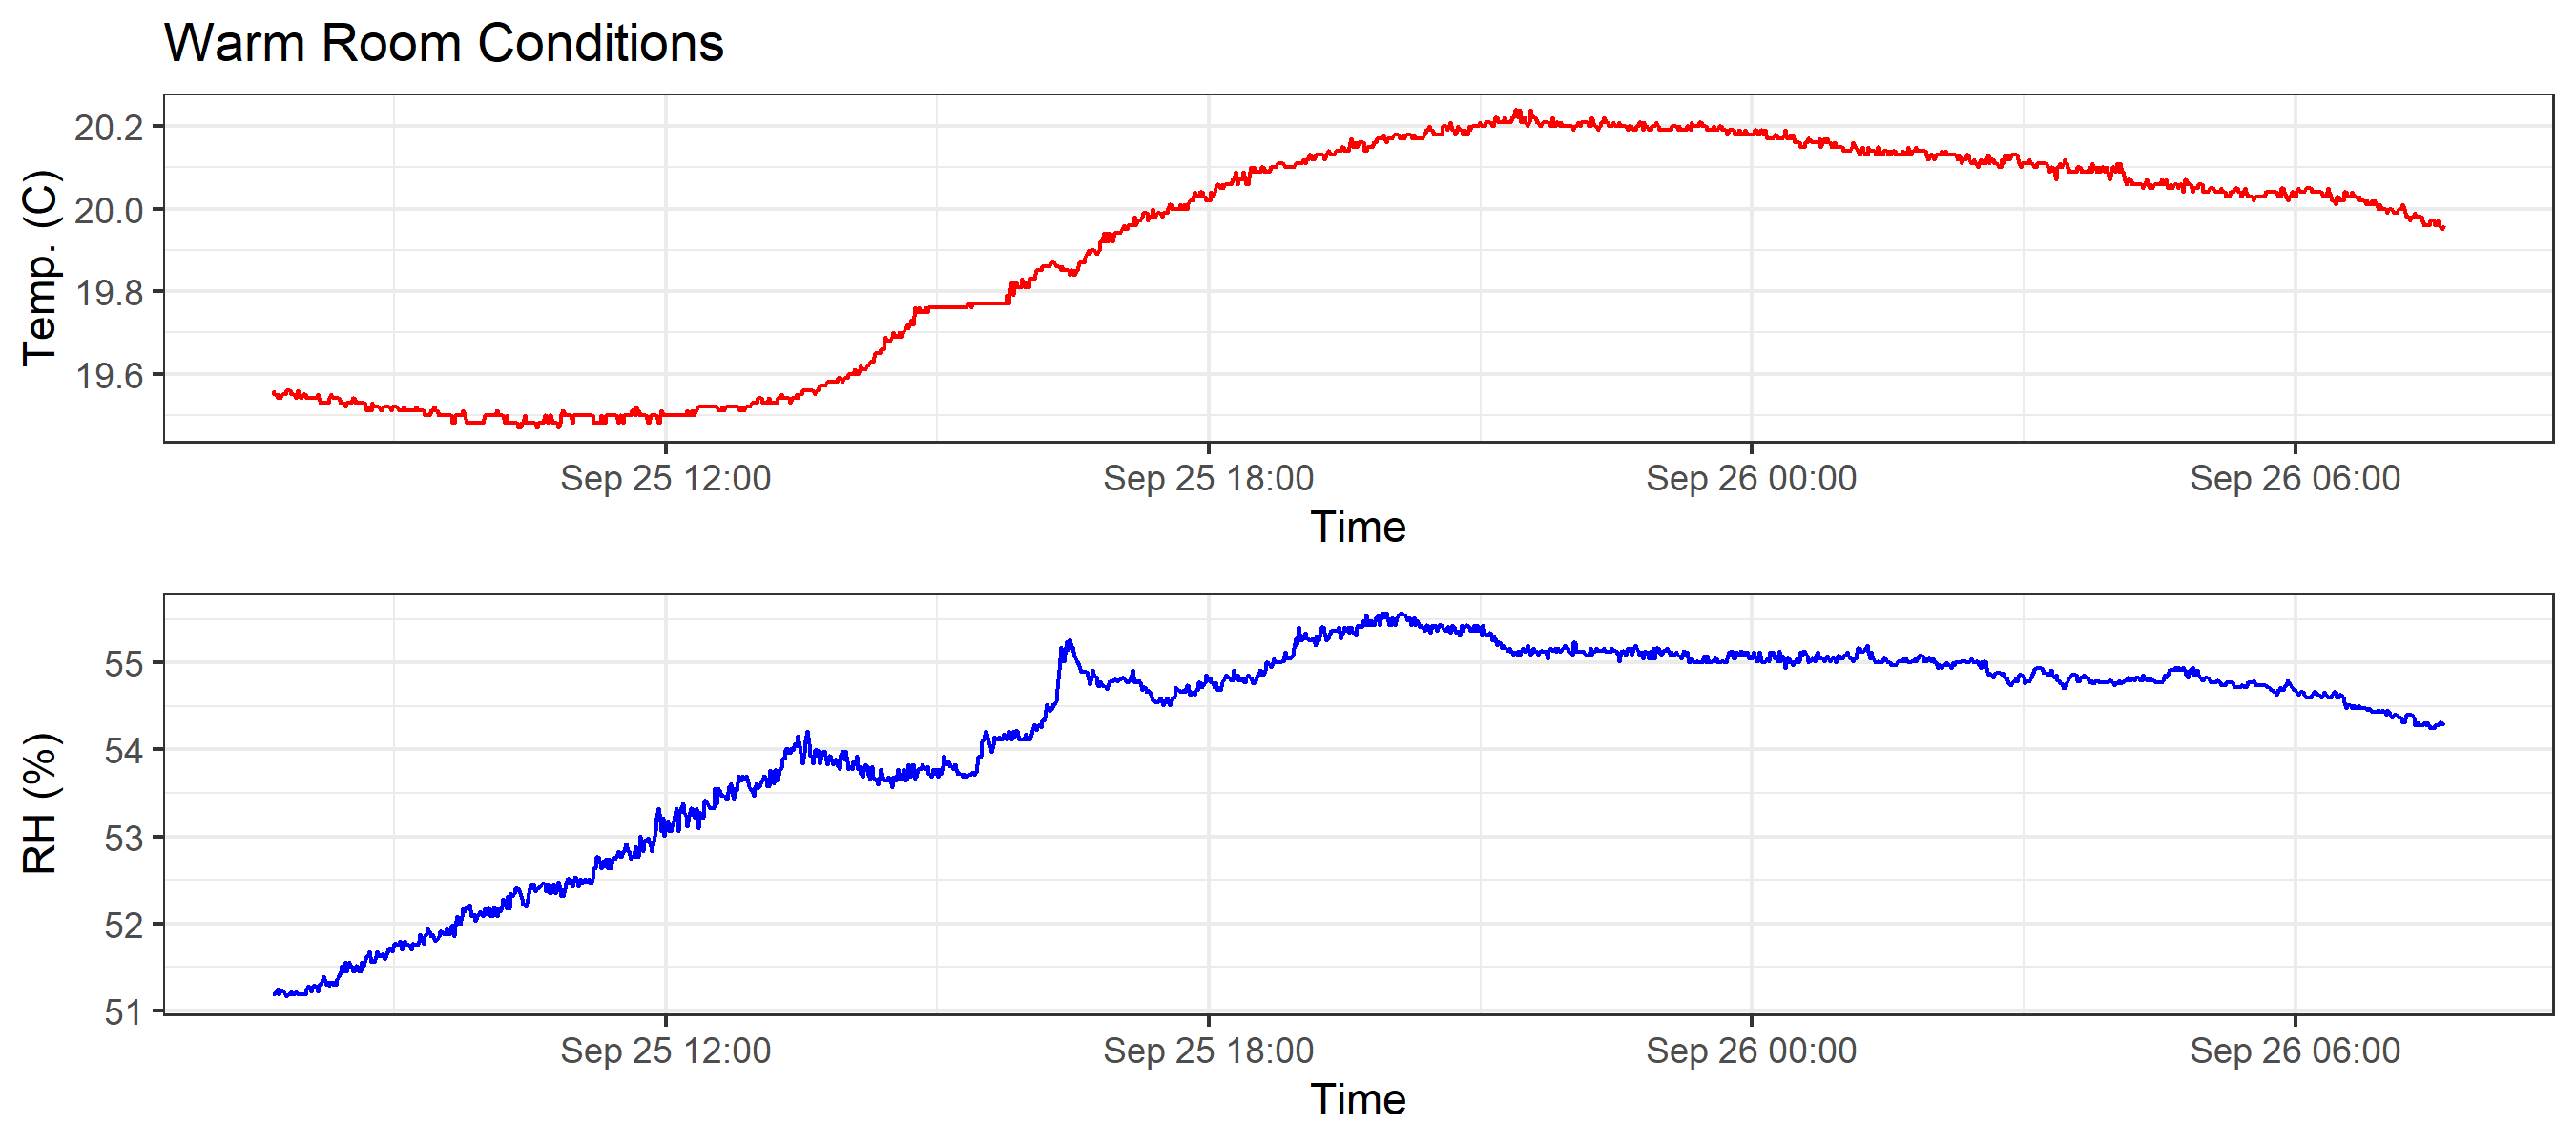 Warm Room Conditions
Temp. (C)
20.2
20.0
19.8
19.6
Sep 25 12:00 Sep 25 18:00 Sep 26 00:00 Sep 26 06:00
Time
RH (%)
55
54
53
52
51
Sep 25 12:00 Sep 25 18:00 Sep 26 00:00 Sep 26 06:00
Time